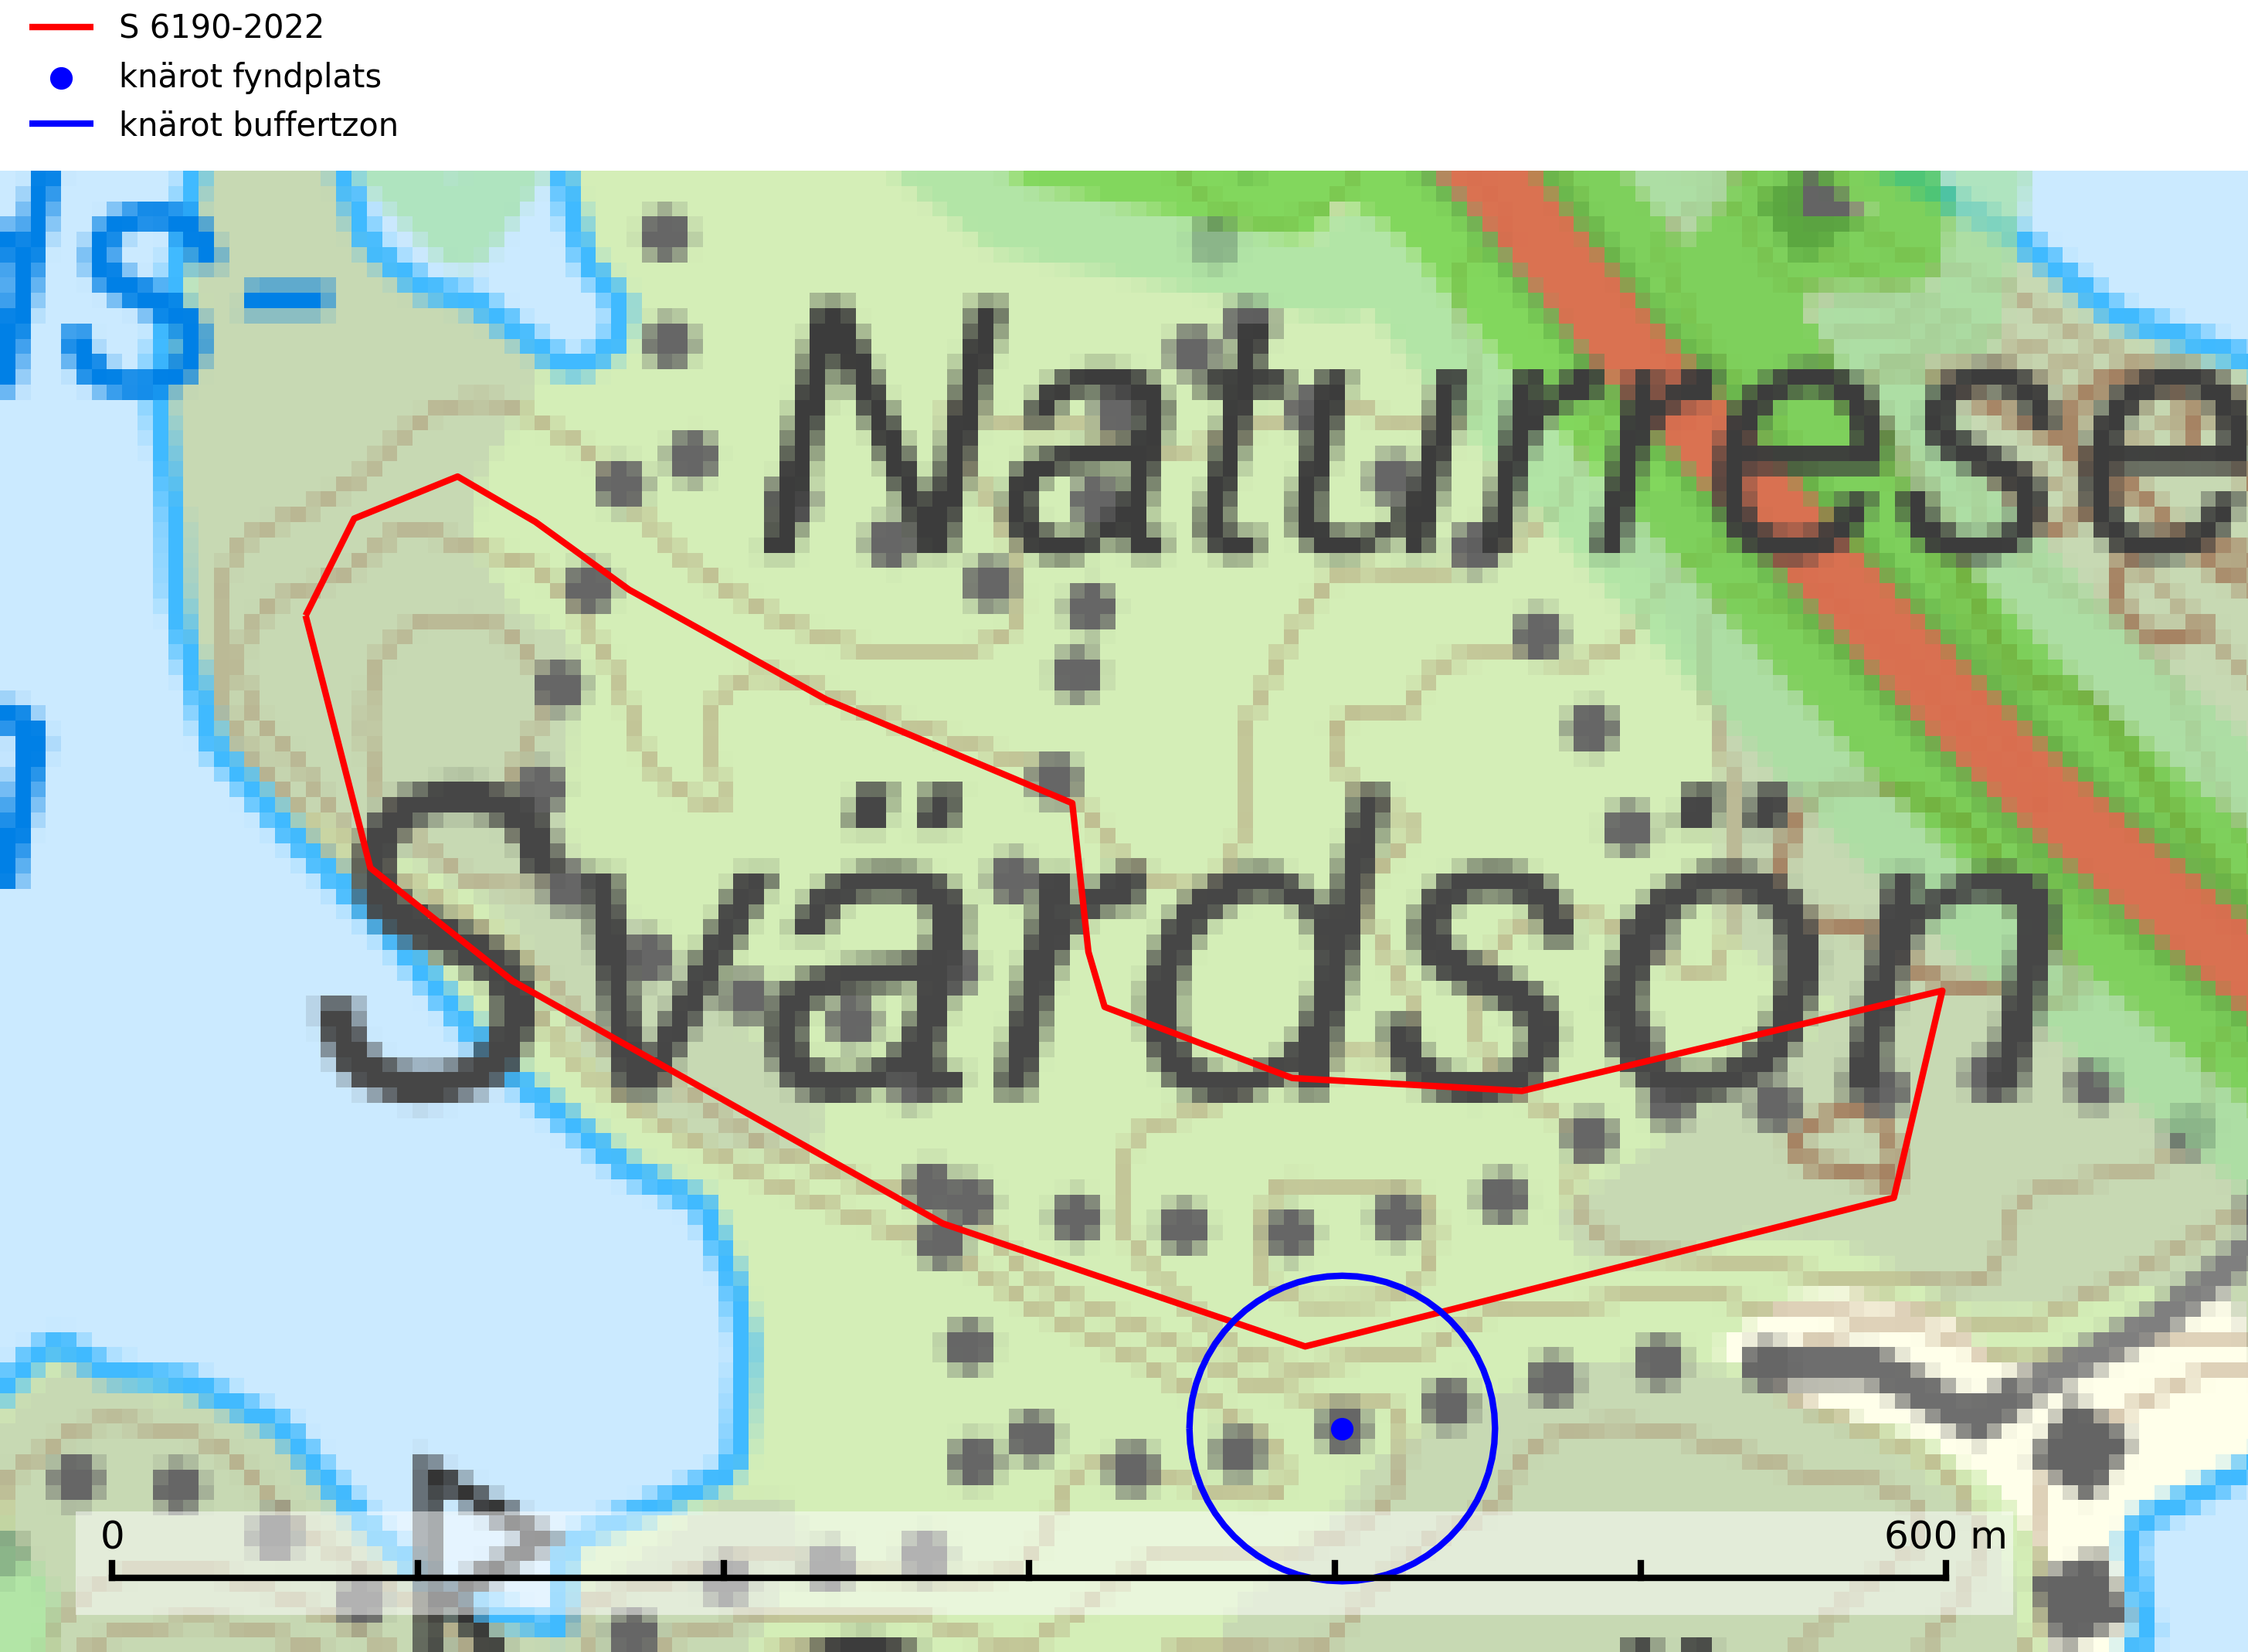 S 6190-2022
knärot fyndplats
knärot buffertzon
s-
Naturrese
Svärdsön
0
600 m